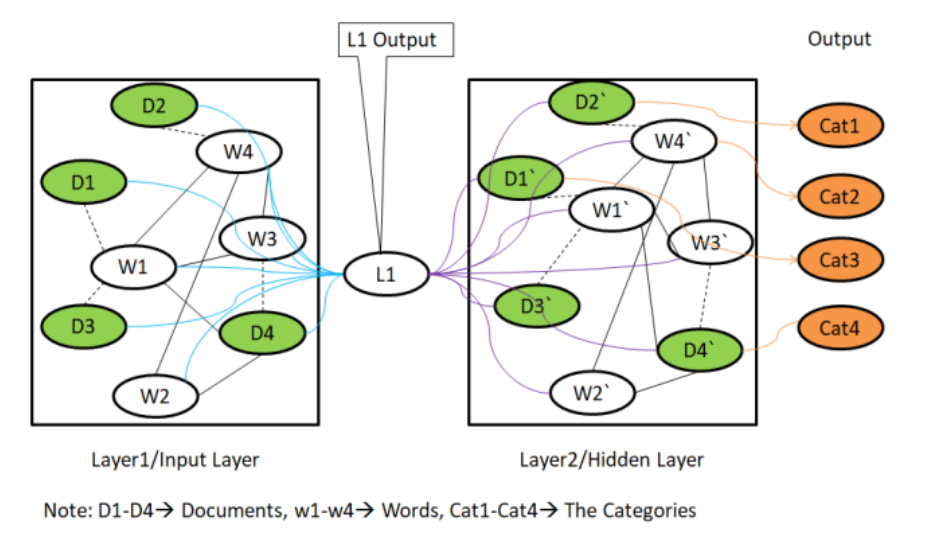 L1 Output
Output
D2
W4
D1
W3
W1
D3
D4
W2
L1
D2`
W4`
D1`
W1`
W3`
D3`
D4`
W2`
Cat1
Cat2
Cat3
Cat4
Layer1/Input Layer
Layer2/Hidden Layer
Note: D1-D4→ Documents, w1-w4→ Words, Cat1-Cat4→ The Categories